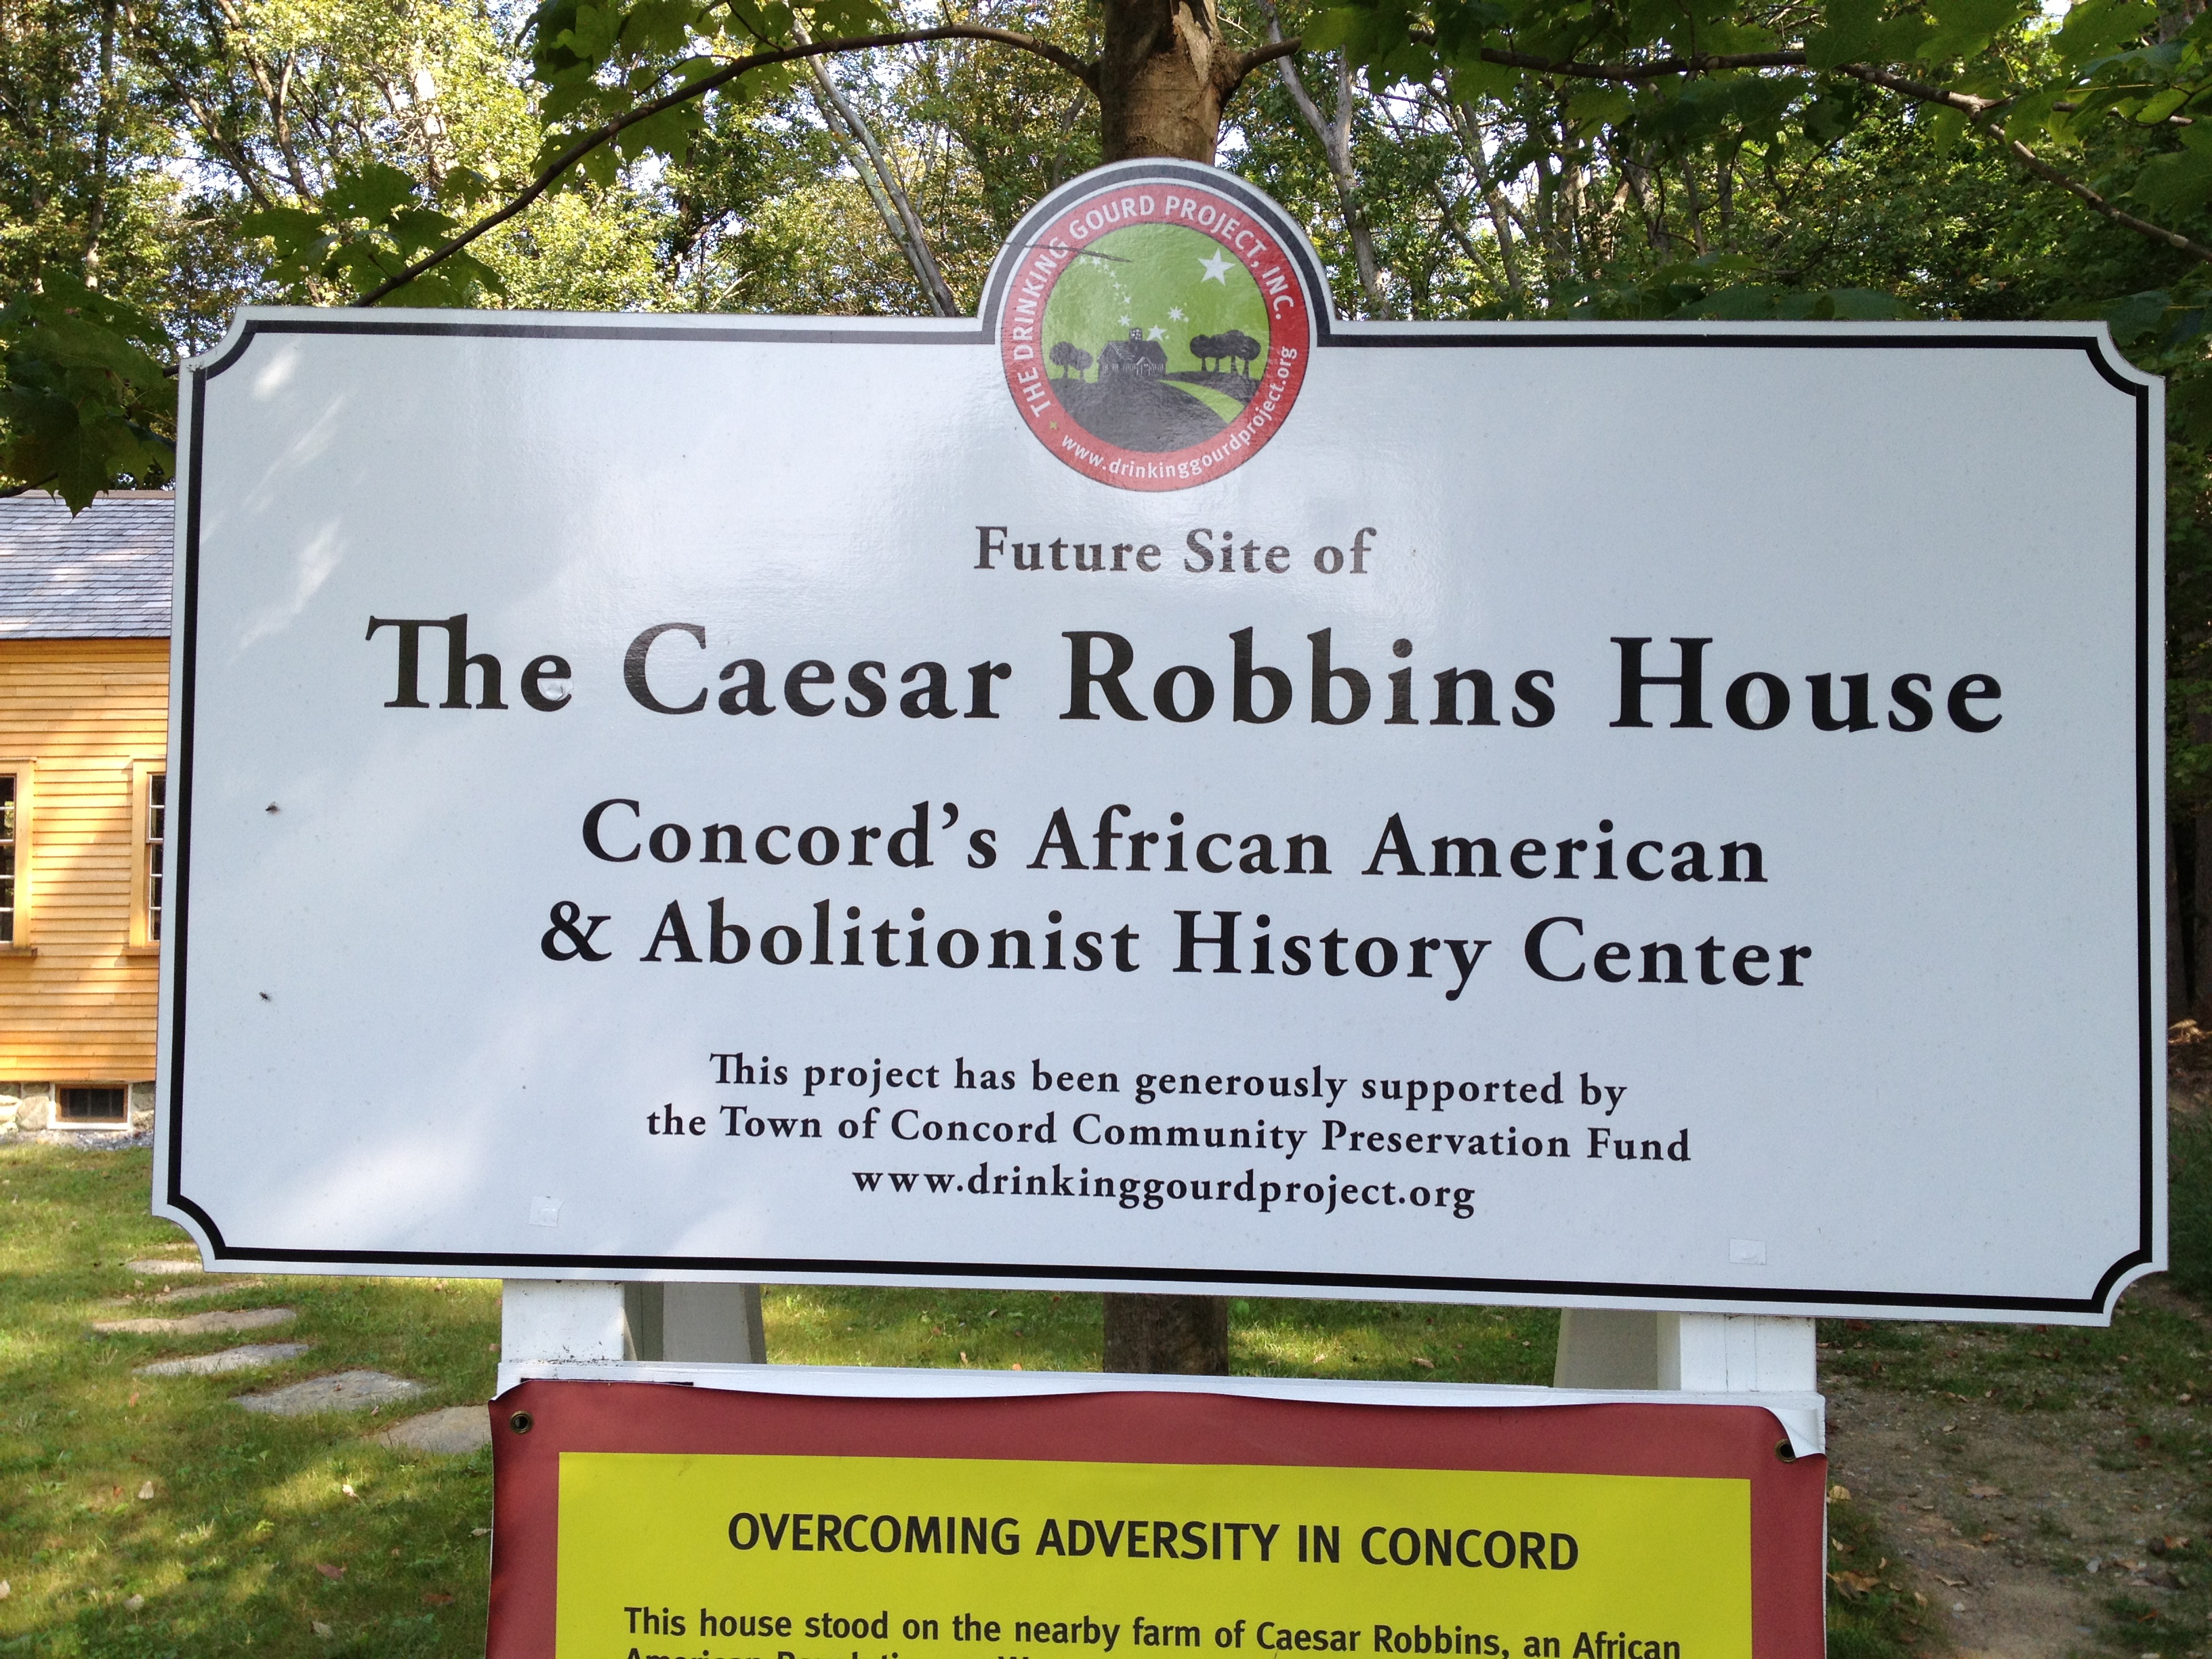 THE DRINKING GOURD PROJECT, INC.
www.drinkinggourdproject.org
Future Site of
The Caesar Robbins House
Concord's African American
& Abolitionist History Center
This project has been generously supported by
the Town of Concord Community Preservation Fund
www.drinkinggourdproject.org
OVERCOMING ADVERSITY IN CONCORD
This house stood on the nearby farm of Caesar Robbins, an African
American